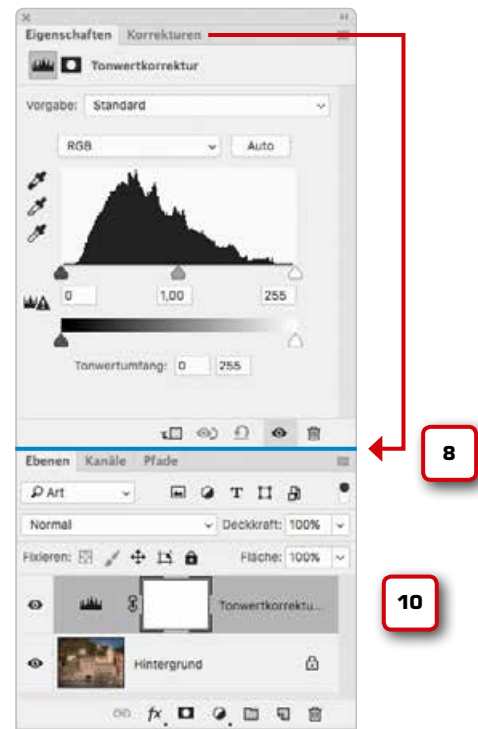 Eigenschaften Korrekturen
Tonwertkorrektur
Vorgabe: Standard
RGB Auto
0 1,00 255
Tonwertumfang: 0 255
8
Ebenen Kanäle Pfade
Art T
Normal Deckkraft: 100%
Fixieren: Fläche: 100%
Tonwertkorrektu...
10
Hintergrund
fx